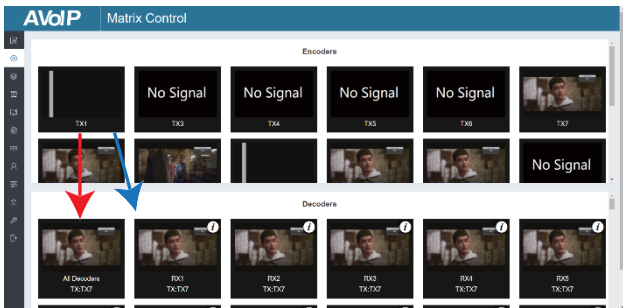 AVoIP Matrix Control
Encoders
No Signal No Signal No Signal No Signal
TX1 TX3 TX4 TX5 TX6 TX7
No Signal
Decoders
i i i i i
All Decoders RX1 RX2 RX3 RX4 RX5
TX:TX7 TX:TX7 TX:TX7 TX:TX7 TX:TX7 TX:TX7